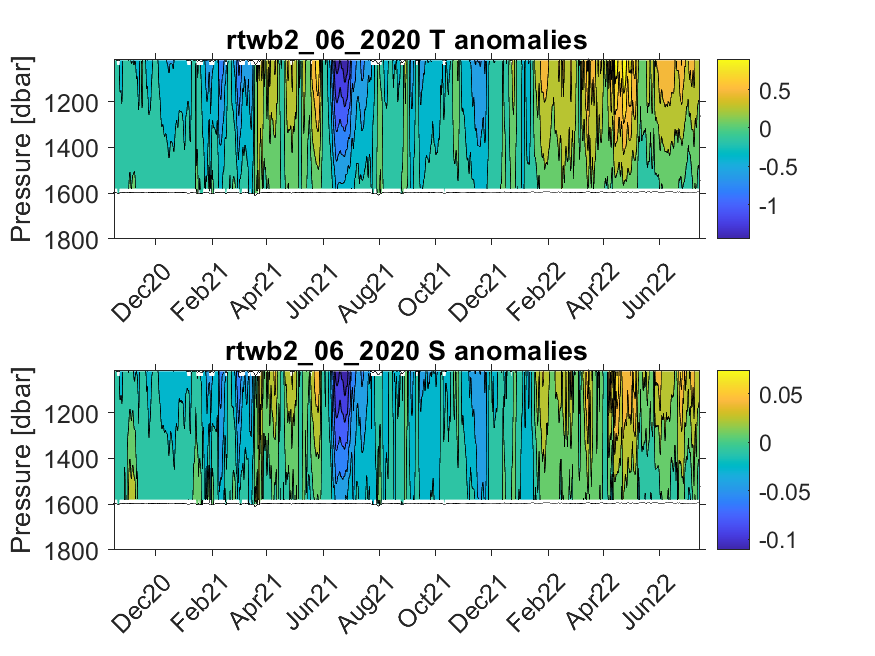 rtwb2_06_2020 T anomalies
Pressure [dbar]
1200
1400
1600
1800
Dec20
Feb21
Apr21
Jun21
Aug21
Oct21
Dec21
Feb22
Apr22
Jun22
0.5
0
-0.5
-1
rtwb2_06_2020 S anomalies
Pressure [dbar]
1200
1400
1600
1800
Dec20
Feb21
Apr21
Jun21
Aug21
Oct21
Dec21
Feb22
Apr22
Jun22
0.05
0
-0.05
-0.1